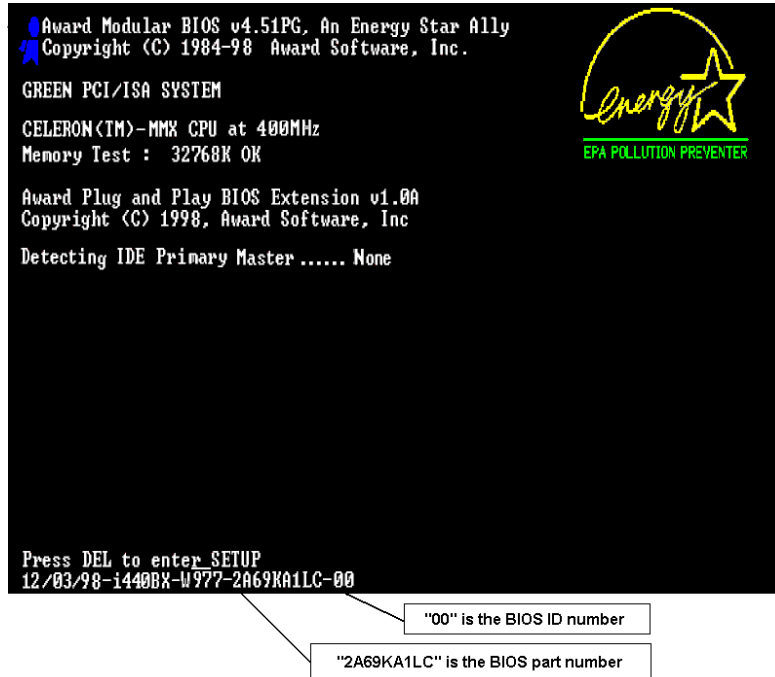 Award Modular BIOS v4.51PG, An Energy Star Ally
Copyright (C) 1984-98 Award Software, Inc.
GREEN PCI/ISA SYSTEM
CELERON(TM)-MMX CPU at 400MHz
Memory Test : 32768K OK
energy
EPA POLLUTION PREVENTER
Award Plug and Play BIOS Extension v1.0A
Copyright (C) 1998, Award Software, Inc
Detecting IDE Primary Master ...... None
Press DEL to enter SETUP
12/03/98-i440BX-W977-2A69KA1LC-00
"00" is the BIOS ID number
"2A69KA1LC" is the BIOS part number